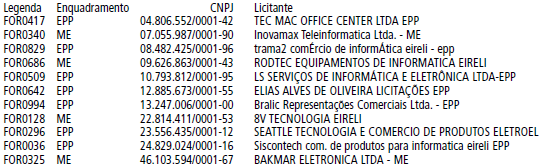 Legenda Enquadramento CNPJ Licitante
FOR0417 EPP 04.806.552/0001-42 TEC MAC OFFICE CENTER LTDA EPP
FOR0340 ME 07.055.987/0001-90 Inovamax Teleinformatica Ltda. - ME
FOR0829 EPP 08.482.425/0001-96 trama2 comÉrcio de informÁtica eireli - epp
FOR0686 ME 09.626.863/0001-43 RODTEC EQUIPAMENTOS DE INFORMATICA EIRELI
FOR0509 EPP 10.793.812/0001-95 LS SERVIÇOS DE INFORMÁTICA E ELETRÔNICA LTDA-EPP
FOR0642 EPP 12.885.673/0001-55 ELIAS ALVES DE OLIVEIRA LICITAÇÕES EPP
FOR0994 EPP 13.247.006/0001-00 Bralic Representações Comerciais Ltda. - EPP
FOR0128 ME 22.814.411/0001-53 8V TECNOLOGIA EIRELI
FOR0296 EPP 23.556.435/0001-12 SEATTLE TECNOLOGIA E COMERCIO DE PRODUTOS ELETROEL
FOR0036 EPP 24.829.024/0001-16 Siscontech com. de produtos para informatica eireli EPP
FOR0325 ME 46.103.594/0001-67 BAKMAR ELETRONICA LTDA - ME